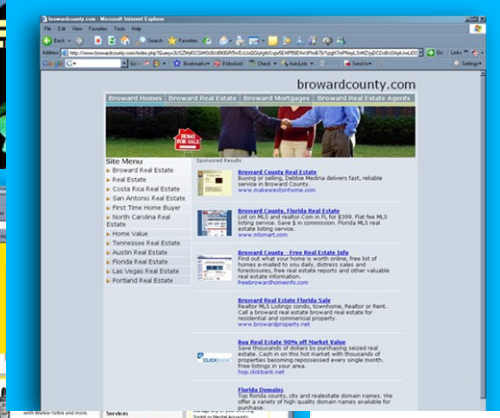 browardcounty.com - Microsoft Internet Explorer
File Edit View Favorites Tools Help
Back Search Favorites
Address Go Links
Google Go Bookmarks 8 blocked Check AutoLink Send to Settings
browardcounty.com
Broward Homes Broward Real Estate Broward Mortgages Broward Real Estate Agents
HOME FOR SALE
Site Menu
Broward Real Estate
Real Estate
Costa Rica Real Estate
San Antonio Real Estate
First Time Home Buyer
North Carolina Real
Estate
Home Value
Tennessee Real Estate
Austin Real Estate
Florida Real Estate
Las Vegas Real Estate
Portland Real Estate
Sponsored Results
Broward County Real Estate
Buying or selling, Debbie Medina delivers fast, reliable
service in Broward County.
www.makewestonhome.com
Broward County, Florida Real Estate
List on MLS and realtor.Com in FL for $399. Flat fee MLS
listing service. Save $ in commission. Florida MLS real
estate listing service.
www.mlsmart.com
Broward County - Free Real Estate Info
Find out what your home is worth online, free list of
homes e-mailed to you daily, distress sales and
foreclosures, free real estate reports and other valuable
real estate information.
freebrowardhomeinfo.com
Broward Real Estate Florida Sale
Realtor MLS Listings condo, townhome, Realtor or Rent.
Call a broward real estate broward real estate for
residential and commercial property.
www.browardproperty.net
CLICKBANK
Buy Real Estate 90% off Market Value
Save thousands of dollars by purchasing seized real
estate. Cash in on this hot market with thousands of
properties becoming repossessed every single month.
Free listings in your area.
hop.clickbank.net
Florida Domains
Top florida county, city and realestate domain names. We
offer a variety of high quality domain names available for
purchase.
with Walkie-Talkie and more.
Services